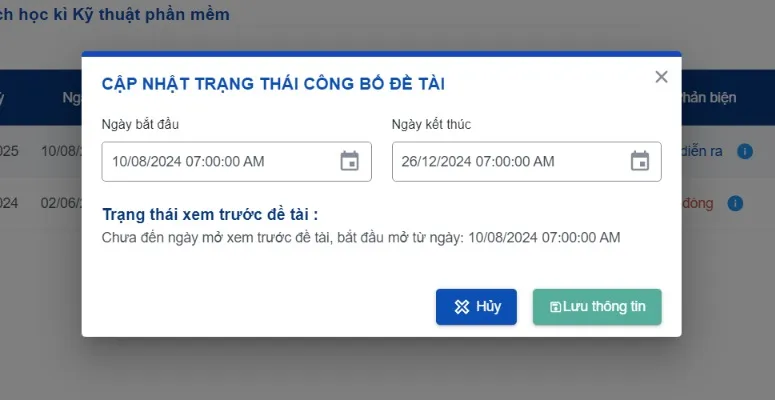 ch học kì Kỹ thuật phần mềm
CẬP NHẬT TRẠNG THÁI CÔNG BỐ ĐỀ TÀI
Ngày bắt đầu
Ngày kết thúc
10/08/2024 07:00:00 AM
26/12/2024 07:00:00 AM
Trạng thái xem trước đề tài :
Chưa đến ngày mở xem trước đề tài, bắt đầu mở từ ngày: 10/08/2024 07:00:00 AM
Hủy
Lưu thông tin
Ng
phản biện
025 10/08/ diễn ra
024 02/06/ đóng